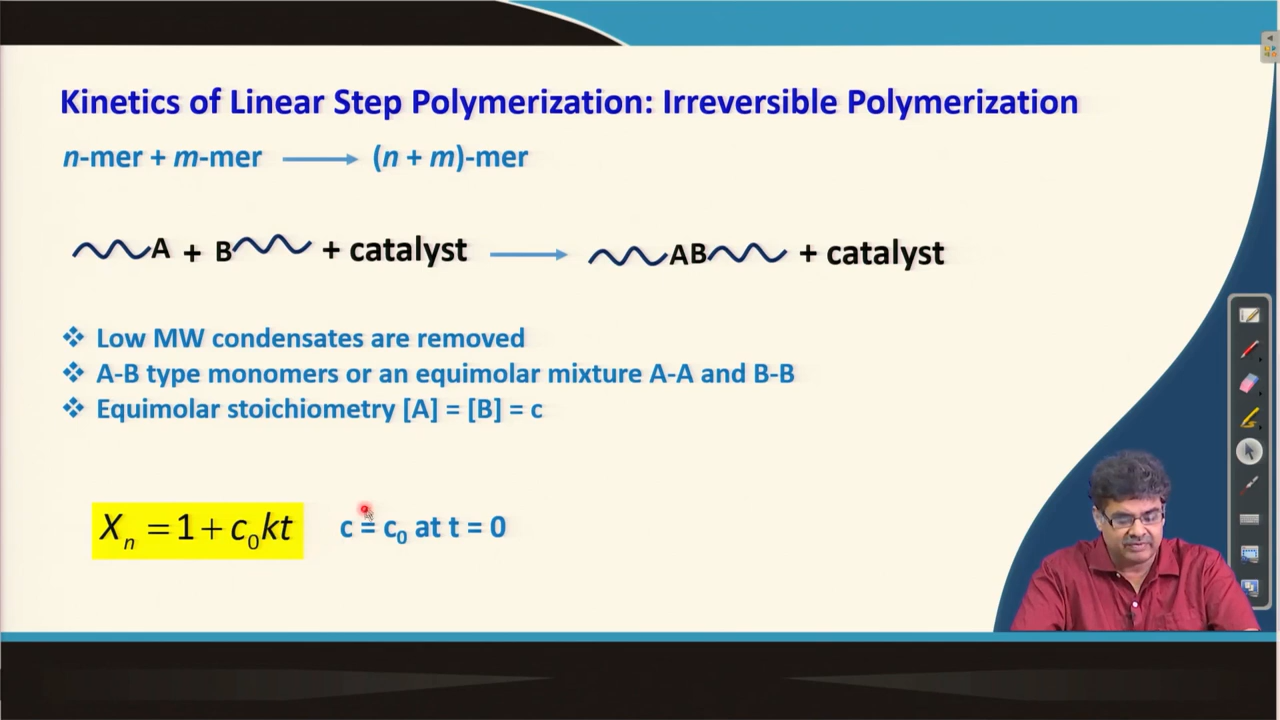 Kinetics of Linear Step Polymerization: Irreversible Polymerization
n-mer + m-mer ⟶ (n + m)-mer
A + B + catalyst ⟶ AB + catalyst
❖ Low MW condensates are removed
❖ A-B type monomers or an equimolar mixture A-A and B-B
❖ Equimolar stoichiometry [A] = [B] = c
Xₙ = 1 + c₀kt c = c₀ at t = 0